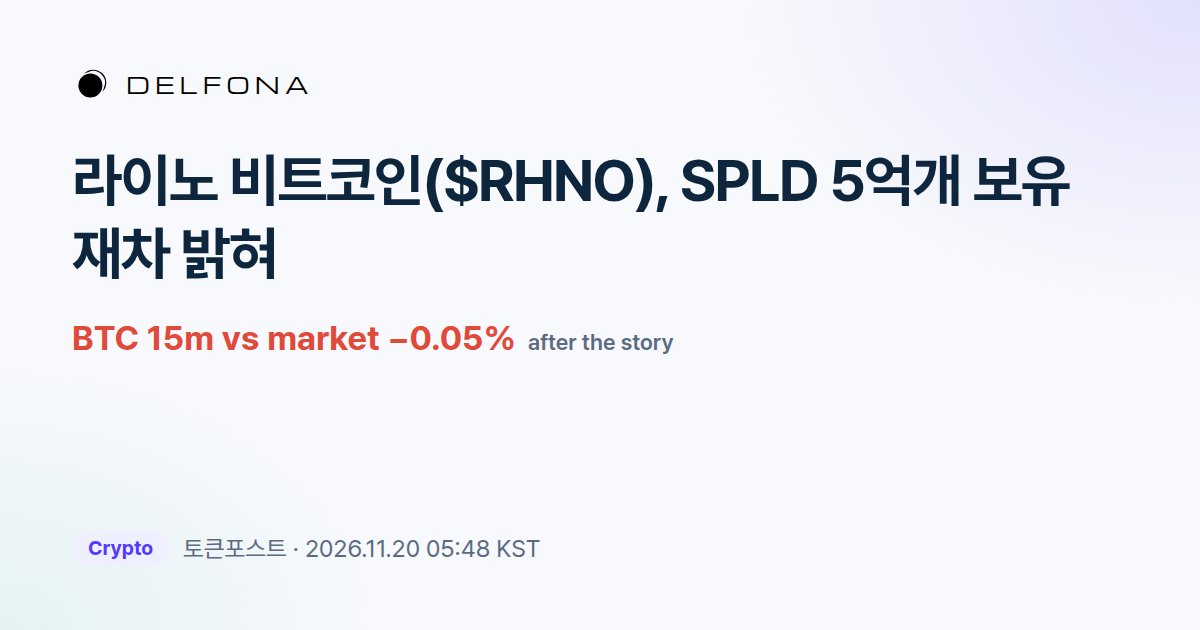 DELFONA
라이노 비트코인($RHNO), SPLD 5억개 보유
재차 밝혀
BTC 15m vs market −0.05% after the story
Crypto 토큰포스트 · 2026.11.20 05:48 KST